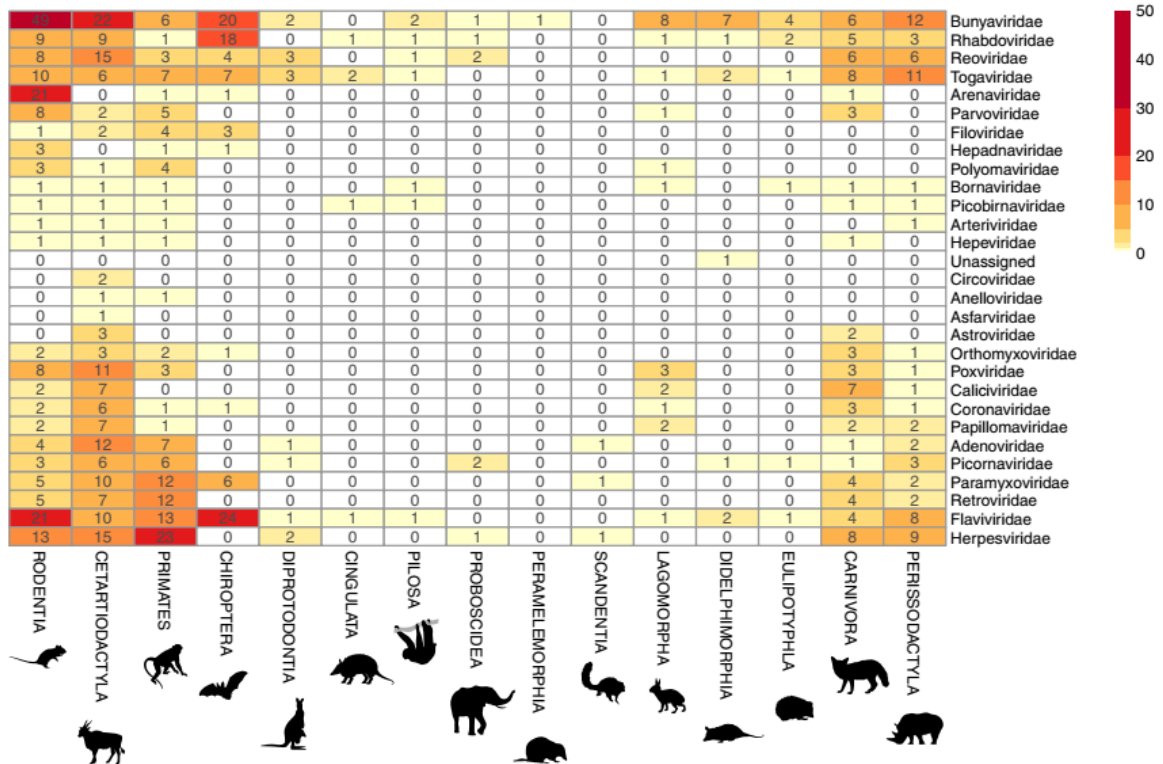 49 22 6 20 2 0 2 1 1 0 8 7 4 6 12 Bunyaviridae
9 9 1 18 0 1 1 1 0 0 1 1 2 5 3 Rhabdoviridae
8 15 3 4 3 0 1 2 0 0 0 0 0 6 6 Reoviridae
10 6 7 7 3 2 1 0 0 0 1 2 1 8 11 Togaviridae
21 0 1 1 0 0 0 0 0 0 0 0 0 1 0 Arenaviridae
8 2 5 0 0 0 0 0 0 0 1 0 0 3 0 Parvoviridae
1 2 4 3 0 0 0 0 0 0 0 0 0 0 0 Filoviridae
3 0 1 1 0 0 0 0 0 0 0 0 0 0 0 Hepadnaviridae
3 1 4 0 0 0 0 0 0 0 1 0 0 0 0 Polyomaviridae
1 1 1 0 0 0 1 0 0 0 1 0 1 1 1 Bornaviridae
1 1 1 0 0 1 1 0 0 0 0 0 0 1 1 Picobirnaviridae
1 1 1 0 0 0 0 0 0 0 0 0 0 0 1 Arteriviridae
1 1 1 0 0 0 0 0 0 0 0 0 0 1 0 Hepeviridae
0 0 0 0 0 0 0 0 0 0 0 1 0 0 0 Unassigned
0 2 0 0 0 0 0 0 0 0 0 0 0 0 0 Circoviridae
0 1 1 0 0 0 0 0 0 0 0 0 0 0 0 Anelloviridae
0 1 0 0 0 0 0 0 0 0 0 0 0 0 0 Asfarviridae
0 3 0 0 0 0 0 0 0 0 0 0 0 2 0 Astroviridae
2 3 2 1 0 0 0 0 0 0 0 0 0 3 1 Orthomyxoviridae
8 11 3 0 0 0 0 0 0 0 3 0 0 3 1 Poxviridae
2 7 0 0 0 0 0 0 0 0 2 0 0 7 1 Caliciviridae
2 6 1 1 0 0 0 0 0 0 1 0 0 3 1 Coronaviridae
2 7 1 0 0 0 0 0 0 0 2 0 0 2 2 Papillomaviridae
4 12 7 0 1 0 0 0 0 1 0 0 0 1 2 Adenoviridae
3 6 6 0 1 0 0 2 0 0 0 1 1 1 3 Picornaviridae
5 10 12 6 0 0 0 0 0 1 0 0 0 4 2 Paramyxoviridae
5 7 12 0 0 0 0 0 0 0 0 0 0 4 2 Retroviridae
21 10 13 24 1 1 1 0 0 0 1 2 1 4 8 Flaviviridae
13 15 23 0 2 0 0 1 0 1 0 0 0 8 9 Herpesviridae
RODENTIA
CETARTIODACTYLA
PRIMATES
CHIROPTERA
DIPROTODONTIA
CINGULATA
PILOSA
PROBOSCIDEA
PERAMELEMORPHIA
SCANDENTIA
LAGOMORPHA
DIDELPHIMORPHIA
EULIPOTYPHLA
CARNIVORA
PERISSODACTYLA
50
40
30
20
10
0